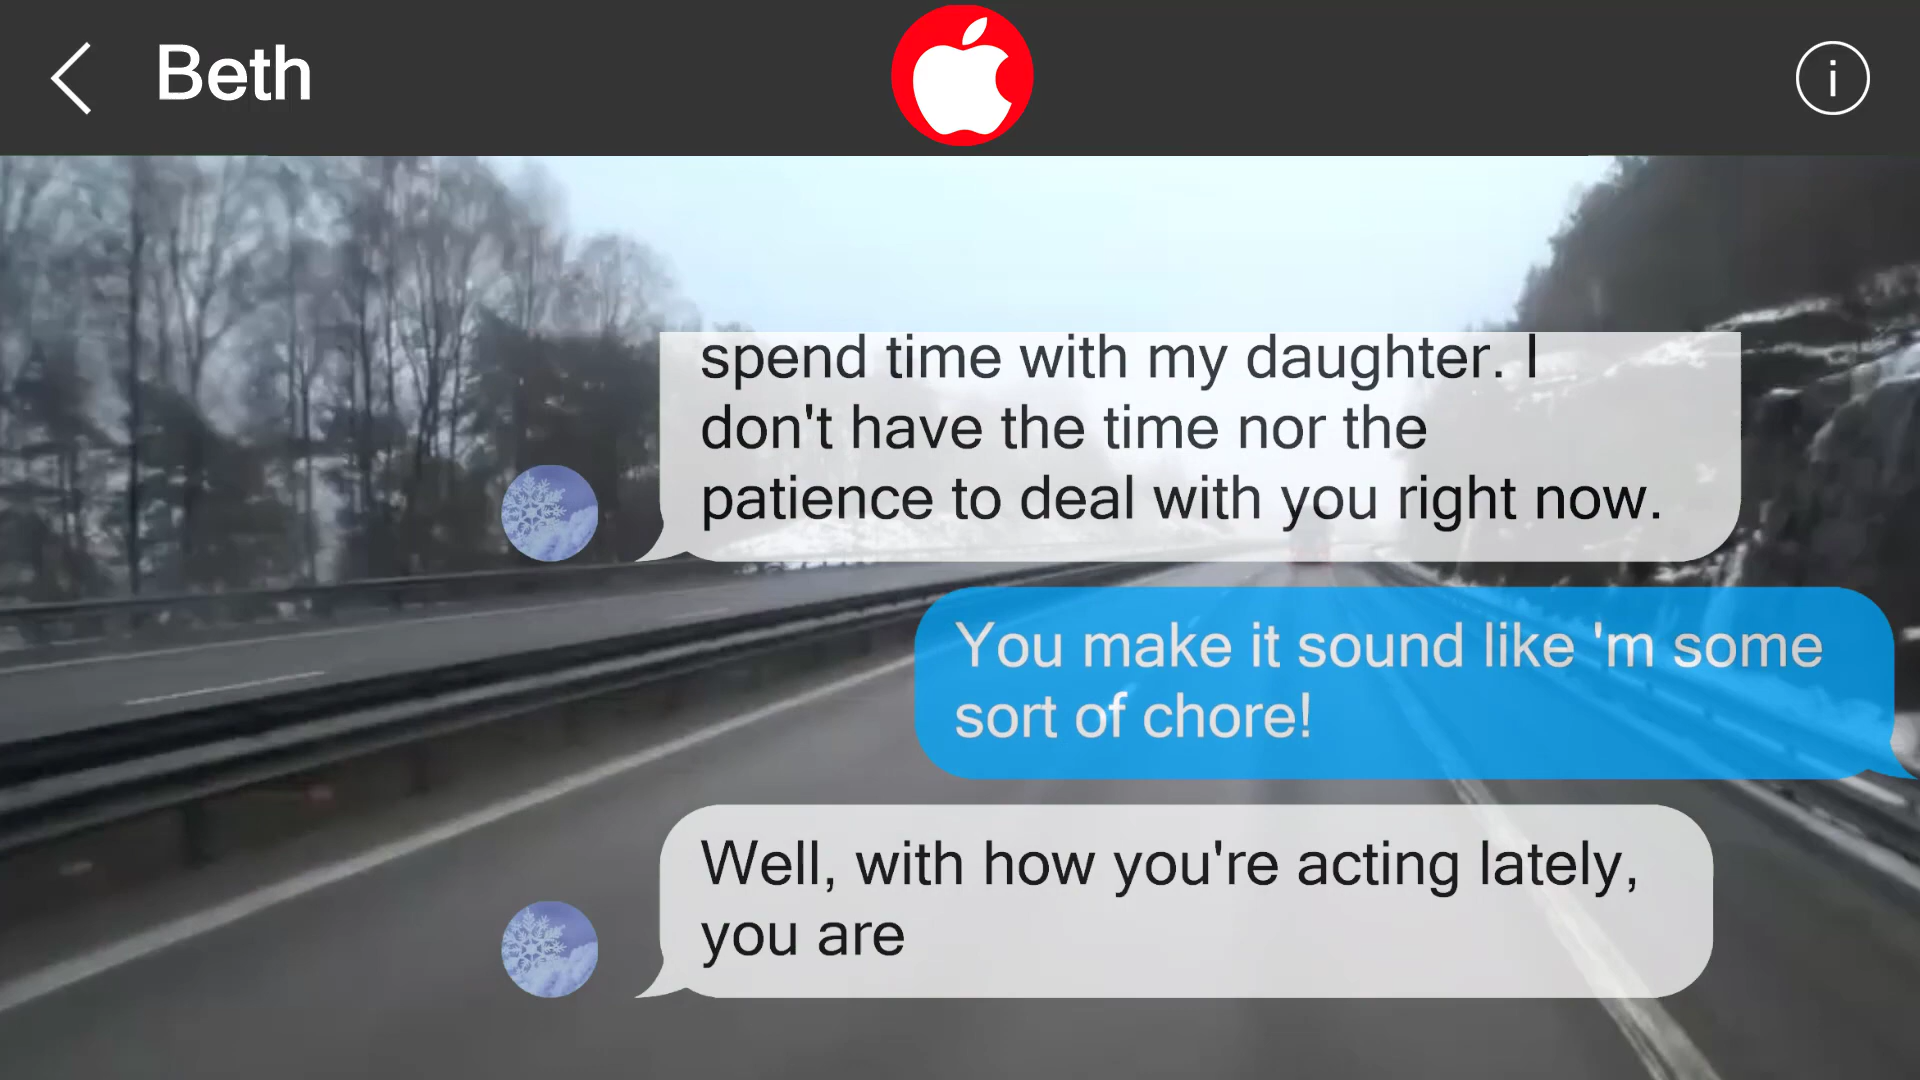 Beth
i
spend time with my daughter. I
don't have the time nor the
patience to deal with you right now.
You make it sound like 'm some
sort of chore!
Well, with how you're acting lately,
you are